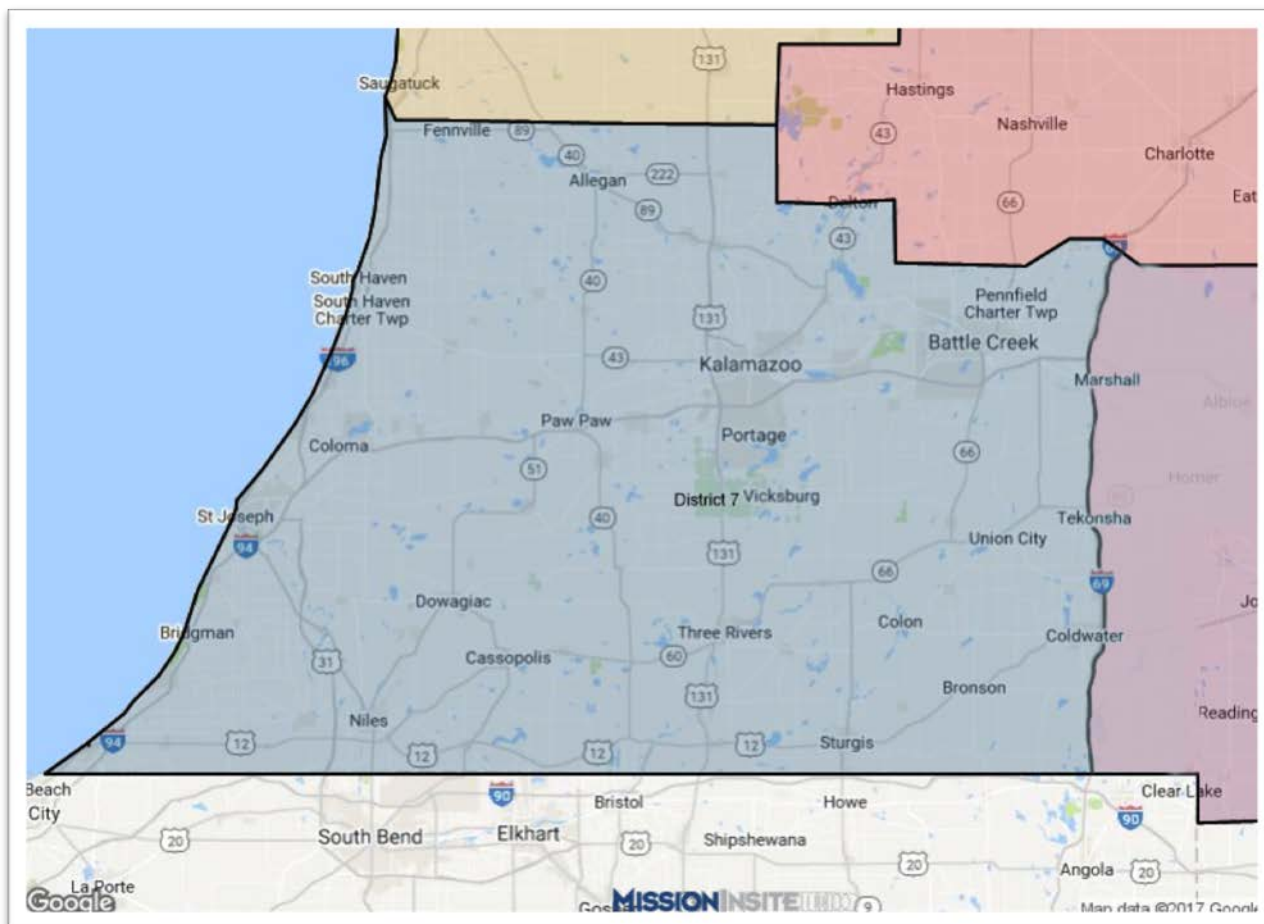 131
Saugatuck
Hastings
Fennville
89
43
Nashville
40
Charlotte
Allegan
222
66
Eat
89
Delton
43
South Haven
40
South Haven
Charter Twp
Pennfield
Charter Twp
131
96
43
Kalamazoo
Battle Creek
Marshall
Albion
Paw Paw
Coloma
Portage
51
66
Homer
District 7
Vicksburg
St Joseph
40
Tekonsha
94
131
Union City
66
69
Dowagiac
Jo
Colon
Bridgman
Three Rivers
Coldwater
31
Cassopolis
60
Bronson
131
Reading
Niles
94
12
12
12
12
Sturgis
Beach
City
90
Bristol
Howe
Clear Lake
90
South Bend
Elkhart
20
20
Shipshewana
20
Angola
20
La Porte
Google
MISSIONINSITE
9
Map data ©2017 Google